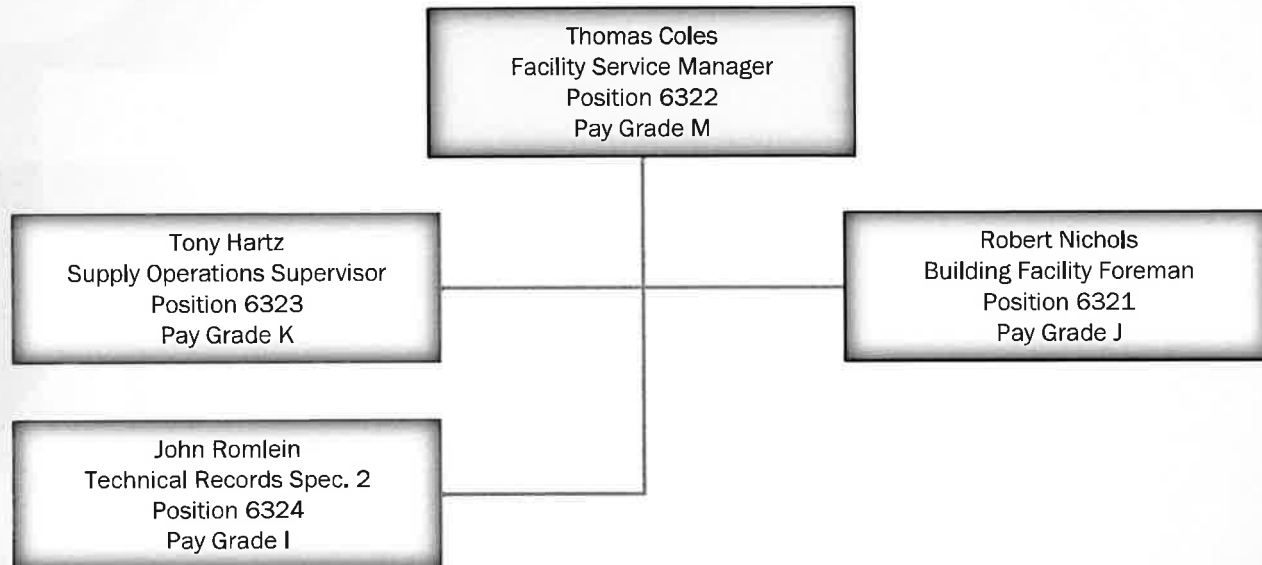 Thomas Coles
Facility Service Manager
Position 6322
Pay Grade M
Tony Hartz
Supply Operations Supervisor
Position 6323
Pay Grade K
Robert Nichols
Building Facility Foreman
Position 6321
Pay Grade J
John Romlein
Technical Records Spec. 2
Position 6324
Pay Grade I